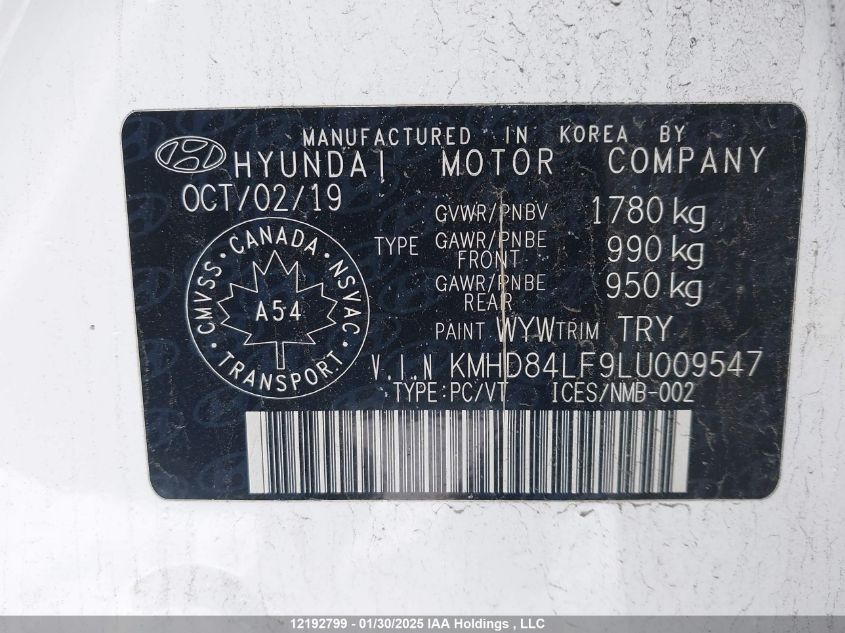 MANUFACTURED IN KOREA BY
HYUNDAI MOTOR COMPANY
OCT/02/19
GVWR/PNBV 1780 kg
TYPE GAWR/PNBE FRONT 990 kg
GAWR/PNBE REAR 950 kg
CMVSS · CANADA · NSVAC · TRANSPORT ·
A54
PAINT WYW TRIM TRY
V.I.N KMHD84LF9LU009547
TYPE:PC/VT ICES/NMB-002
12192799 - 01/30/2025 IAA Holdings , LLC